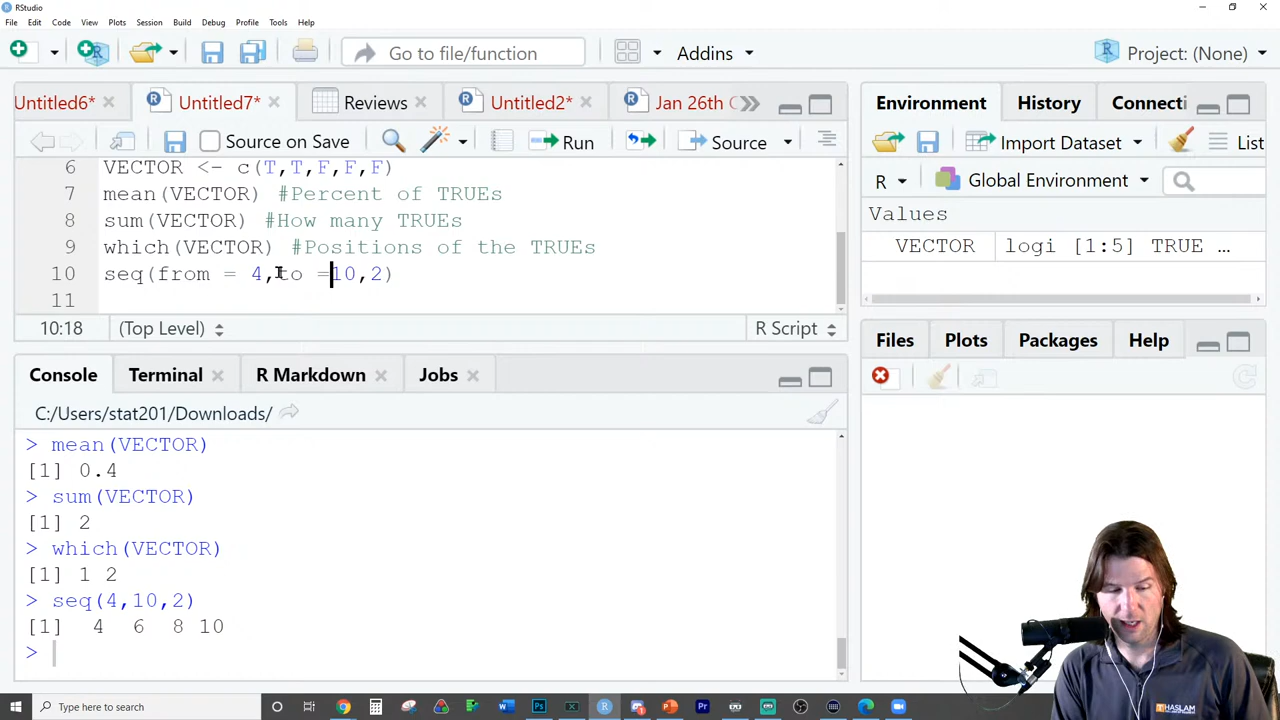 RStudio
File Edit Code View Plots Session Build Debug Profile Tools Help
Go to file/function
Addins
Project: (None)
Untitled6*
Untitled7*
Reviews
Untitled2*
Jan 26th
Source on Save
Run
Source
6 VECTOR <- c(T,T,F,F,F)
7 mean(VECTOR) #Percent of TRUEs
8 sum(VECTOR) #How many TRUEs
9 which(VECTOR) #Positions of the TRUEs
10 seq(from = 4,to =10,2)
11
10:18 (Top Level) R Script
Console Terminal R Markdown Jobs
C:/Users/stat201/Downloads/
> mean(VECTOR)
[1] 0.4
> sum(VECTOR)
[1] 2
> which(VECTOR)
[1] 1 2
> seq(4,10,2)
[1] 4 6 8 10
>
Environment History Connecti
Import Dataset List
R Global Environment
Values
VECTOR logi [1:5] TRUE …
Files Plots Packages Help
Type here to search
HASLAM